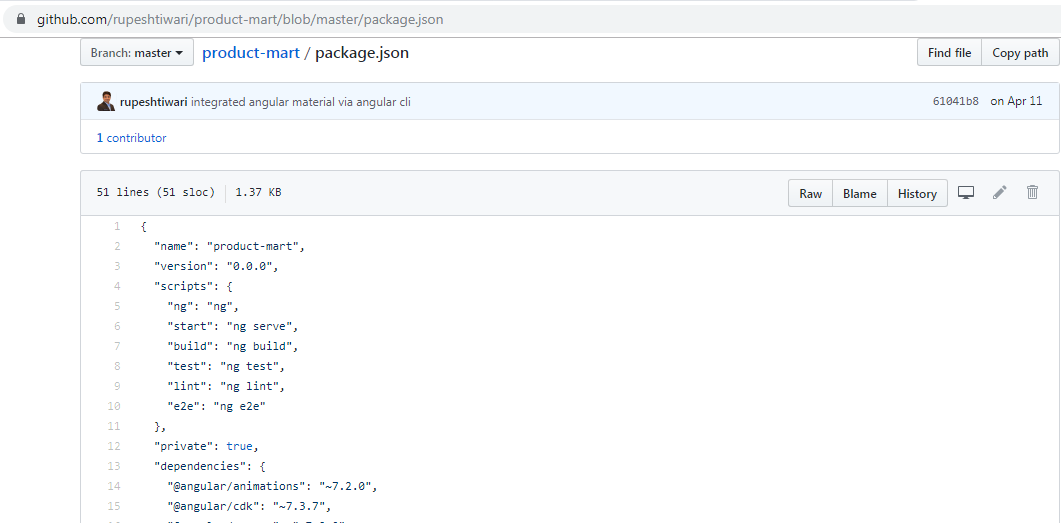 github.com/rupeshtiwari/product-mart/blob/master/package.json
Branch: master product-mart / package.json Find file Copy path
rupeshtiwari integrated angular material via angular cli 61041b8 on Apr 11
1 contributor
51 lines (51 sloc) 1.37 KB Raw Blame History
1 {
2 "name": "product-mart",
3 "version": "0.0.0",
4 "scripts": {
5 "ng": "ng",
6 "start": "ng serve",
7 "build": "ng build",
8 "test": "ng test",
9 "lint": "ng lint",
10 "e2e": "ng e2e"
11 },
12 "private": true,
13 "dependencies": {
14 "@angular/animations": "~7.2.0",
15 "@angular/cdk": "~7.3.7",